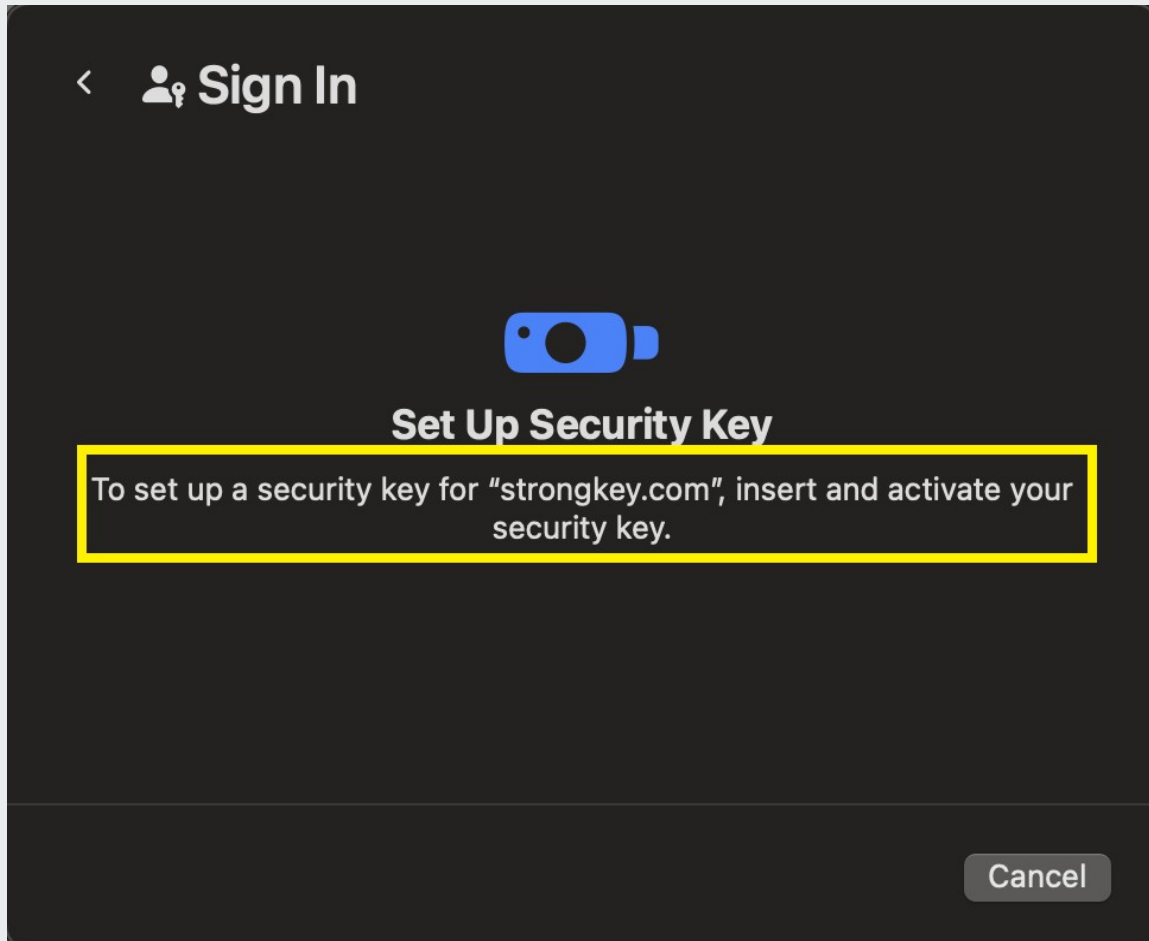 Sign In
Set Up Security Key
To set up a security key for “strongkey.com”, insert and activate your
security key.
Cancel